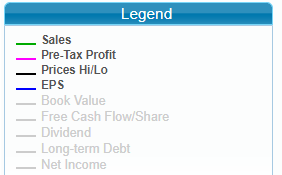 Legend
Sales
Pre-Tax Profit
Prices Hi/Lo
EPS
Book Value
Free Cash Flow/Share
Dividend
Long-term Debt
Net Income